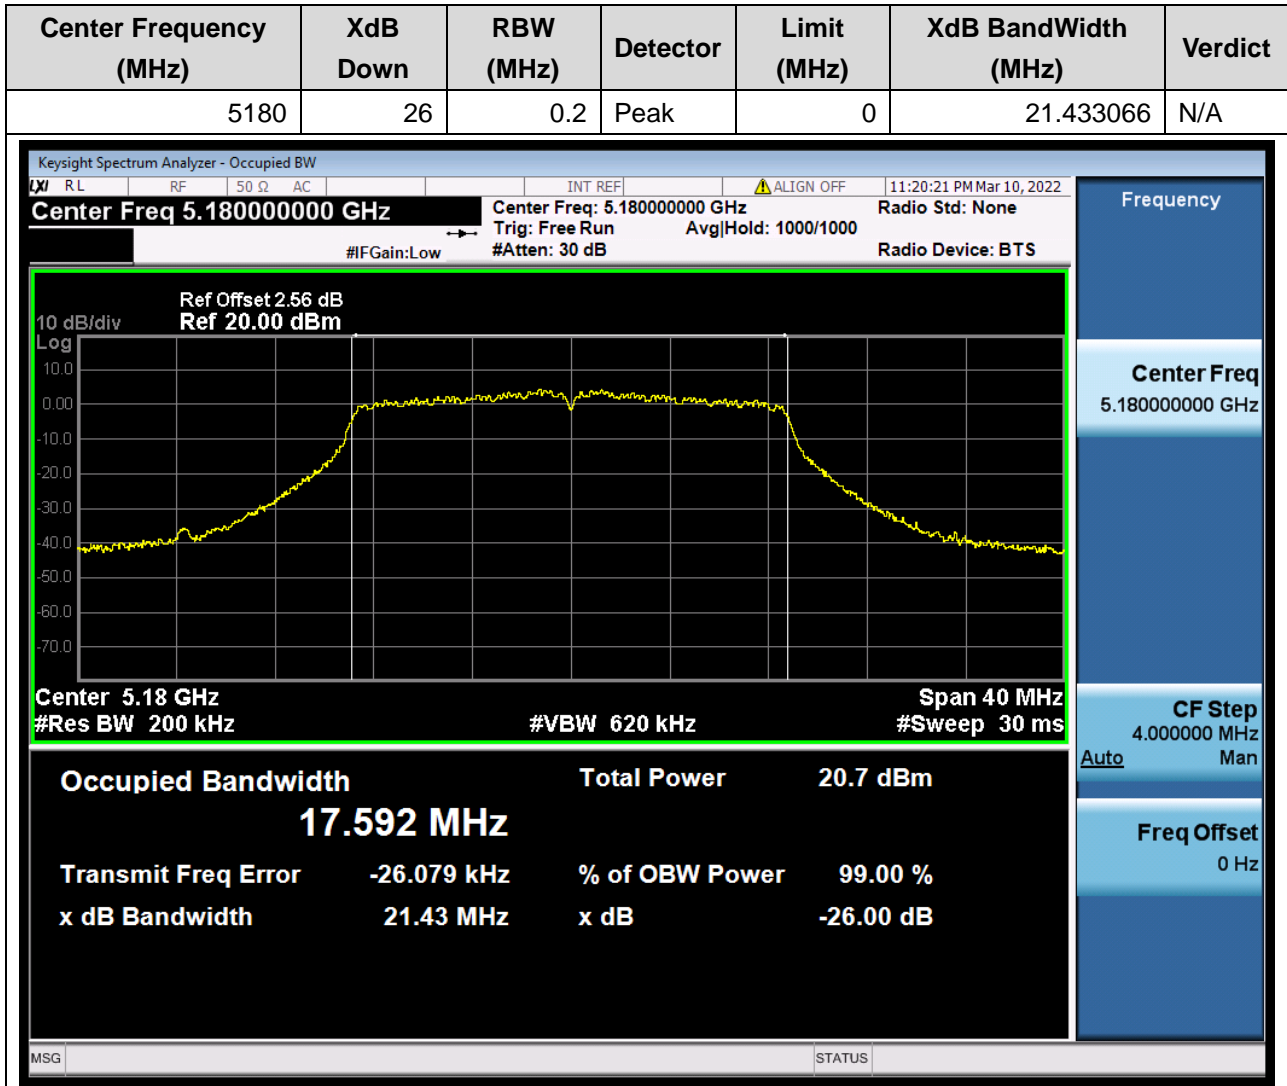 Center Frequency (MHz) XdB Down RBW (MHz) Detector Limit (MHz) XdB BandWidth (MHz) Verdict
5180 26 0.2 Peak 0 21.433066 N/A
Keysight Spectrum Analyzer - Occupied BW
LXI RL RF 50 Ω AC INT REF ALIGN OFF 11:20:21 PM Mar 10, 2022
Center Freq 5.180000000 GHz Center Freq: 5.180000000 GHz Radio Std: None
Trig: Free Run Avg|Hold: 1000/1000
#IFGain:Low #Atten: 30 dB Radio Device: BTS
Ref Offset 2.56 dB
10 dB/div Ref 20.00 dBm
Log
10.0
0.00
-10.0
-20.0
-30.0
-40.0
-50.0
-60.0
-70.0
Center 5.18 GHz Span 40 MHz
#Res BW 200 kHz #VBW 620 kHz #Sweep 30 ms
Occupied Bandwidth Total Power 20.7 dBm
17.592 MHz
Transmit Freq Error -26.079 kHz % of OBW Power 99.00 %
x dB Bandwidth 21.43 MHz x dB -26.00 dB
Frequency
Center Freq
5.180000000 GHz
CF Step
4.000000 MHz
Auto Man
Freq Offset
0 Hz
MSG STATUS